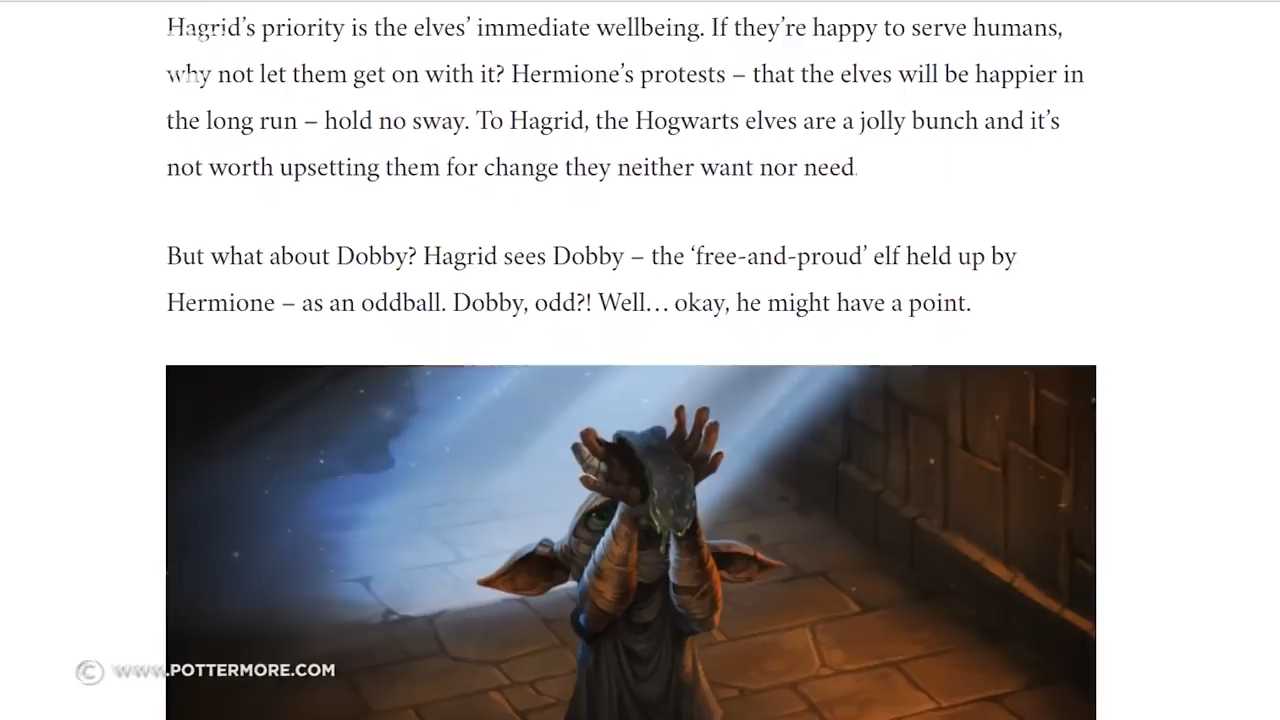 Hagrid’s priority is the elves’ immediate wellbeing. If they’re happy to serve humans,
why not let them get on with it? Hermione’s protests – that the elves will be happier in
the long run – hold no sway. To Hagrid, the Hogwarts elves are a jolly bunch and it’s
not worth upsetting them for change they neither want nor need.
But what about Dobby? Hagrid sees Dobby – the ‘free-and-proud’ elf held up by
Hermione – as an oddball. Dobby, odd?! Well… okay, he might have a point.
© WWW.POTTERMORE.COM